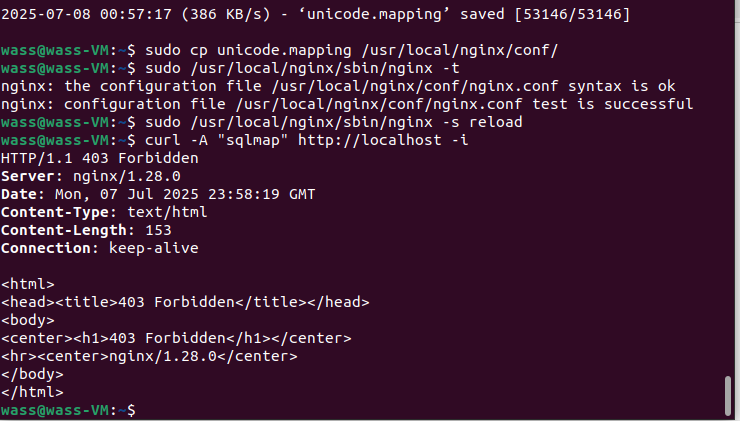 2025-07-08 00:57:17 (386 KB/s) - ‘unicode.mapping’ saved [53146/53146]
wass@wass-VM:~$ sudo cp unicode.mapping /usr/local/nginx/conf/
wass@wass-VM:~$ sudo /usr/local/nginx/sbin/nginx -t
nginx: the configuration file /usr/local/nginx/conf/nginx.conf syntax is ok
nginx: configuration file /usr/local/nginx/conf/nginx.conf test is successful
wass@wass-VM:~$ sudo /usr/local/nginx/sbin/nginx -s reload
wass@wass-VM:~$ curl -A "sqlmap" http://localhost -i
HTTP/1.1 403 Forbidden
Server: nginx/1.28.0
Date: Mon, 07 Jul 2025 23:58:19 GMT
Content-Type: text/html
Content-Length: 153
Connection: keep-alive
<html>
<head><title>403 Forbidden</title></head>
<body>
<center><h1>403 Forbidden</h1></center>
<hr><center>nginx/1.28.0</center>
</body>
</html>
wass@wass-VM:~$